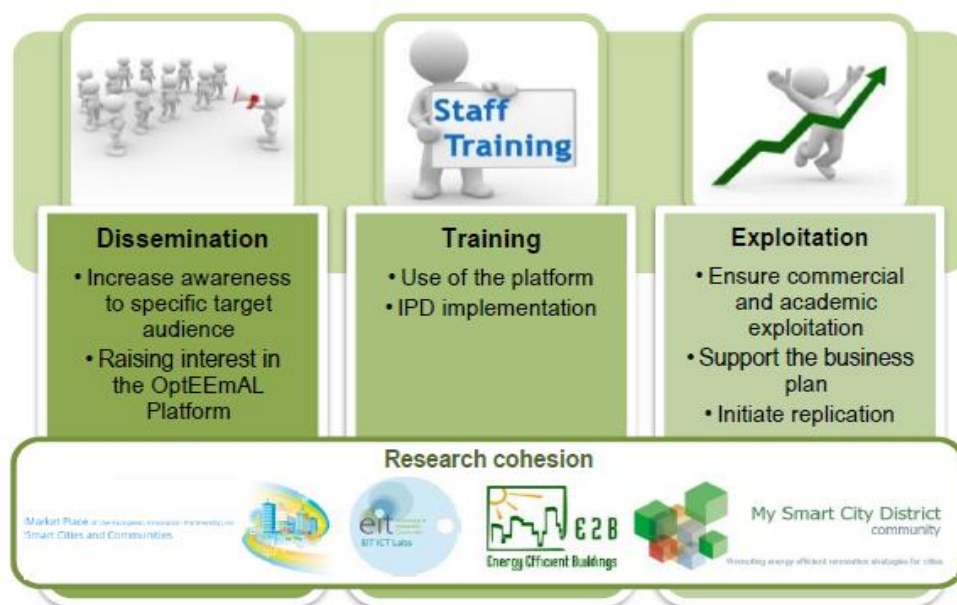 Staff
Training
Dissemination
• Increase awareness
to specific target
audience
• Raising interest in
the OptEEmAL
Platform
Training
• Use of the platform
• IPD implementation
Exploitation
• Ensure commercial
and academic
exploitation
• Support the business
plan
• Initiate replication
Research cohesion
Market Place of the European Innovation Partnership on
Smart Cities and Communities
eit
EIT ICT Labs
E2B
Energy Efficient Buildings
My Smart City District
community
Promoting energy efficient renovation strategies for cities